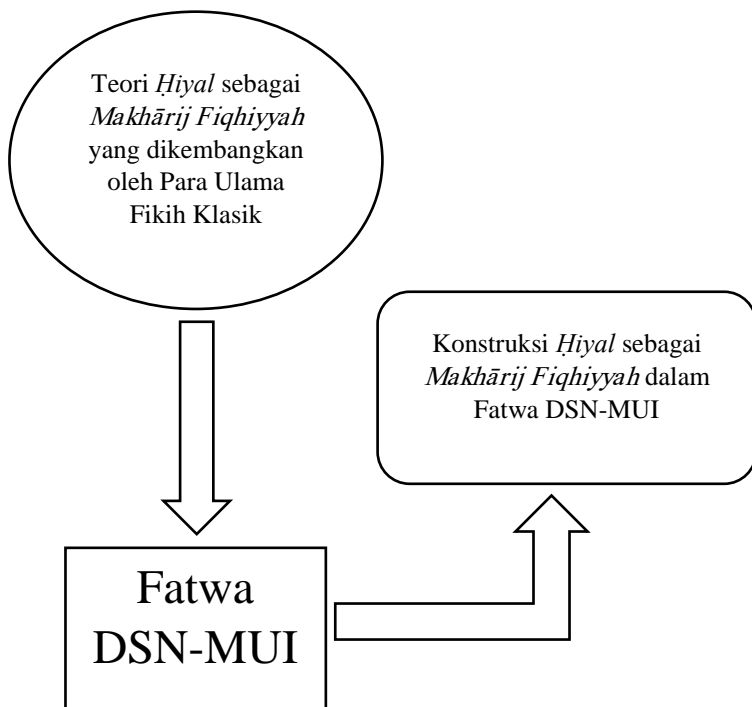 Teori Ḥiyal sebagai
Makhārij Fiqhiyyah
yang dikembangkan
oleh Para Ulama
Fikih Klasik
Konstruksi Ḥiyal sebagai
Makhārij Fiqhiyyah dalam
Fatwa DSN-MUI
Fatwa
DSN-MUI